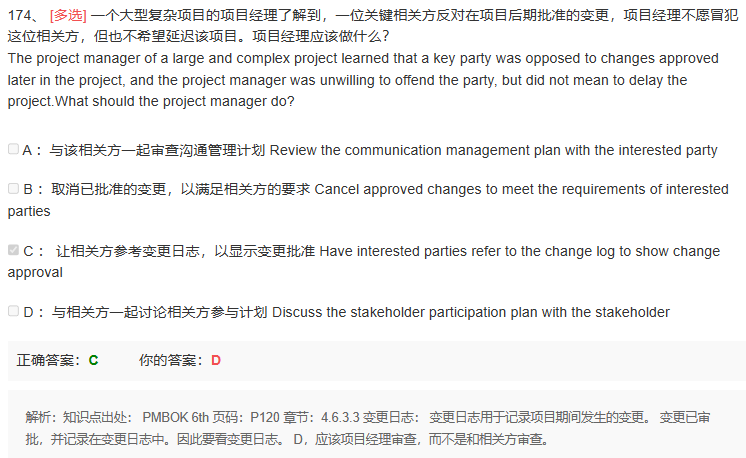 174、 [多选] 一个大型复杂项目的项目经理了解到，一位关键相关方反对在项目后期批准的变更，项目经理不愿冒犯
这位相关方，但也不希望延迟该项目。项目经理应该做什么？
The project manager of a large and complex project learned that a key party was opposed to changes approved
later in the project, and the project manager was unwilling to offend the party, but did not mean to delay the
project.What should the project manager do?
A： 与该相关方一起审查沟通管理计划 Review the communication management plan with the interested party
B： 取消已批准的变更，以满足相关方的要求 Cancel approved changes to meet the requirements of interested
parties
C： 让相关方参考变更日志，以显示变更批准 Have interested parties refer to the change log to show change
approval
D： 与相关方一起讨论相关方参与计划 Discuss the stakeholder participation plan with the stakeholder
正确答案：C 你的答案：D
解析：知识点出处： PMBOK 6th 页码：P120 章节：4.6.3.3 变更日志： 变更日志用于记录项目期间发生的变更。 变更已审
批，并记录在变更日志中。因此要看变更日志。 D，应该项目经理审查，而不是和相关方审查。